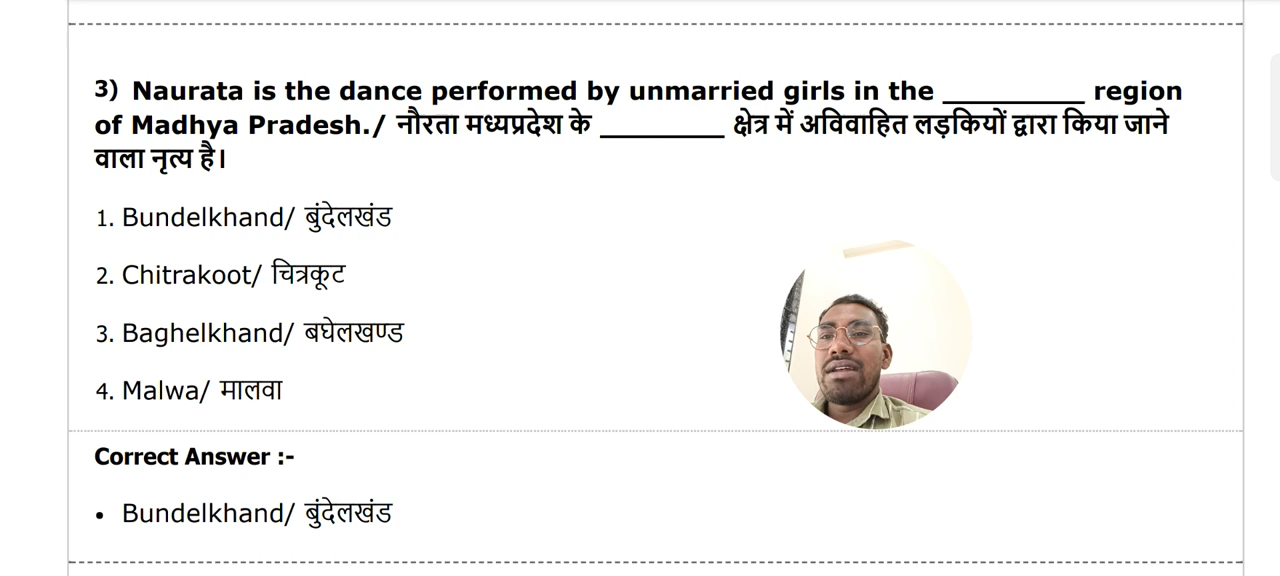 3) Naurata is the dance performed by unmarried girls in the _________ region
of Madhya Pradesh./ नौरता मध्यप्रदेश के ________ क्षेत्र में अविवाहित लड़कियों द्वारा किया जाने
वाला नृत्य है।
1. Bundelkhand/ बुंदेलखंड
2. Chitrakoot/ चित्रकूट
3. Baghelkhand/ बघेलखण्ड
4. Malwa/ मालवा
Correct Answer :-
• Bundelkhand/ बुंदेलखंड